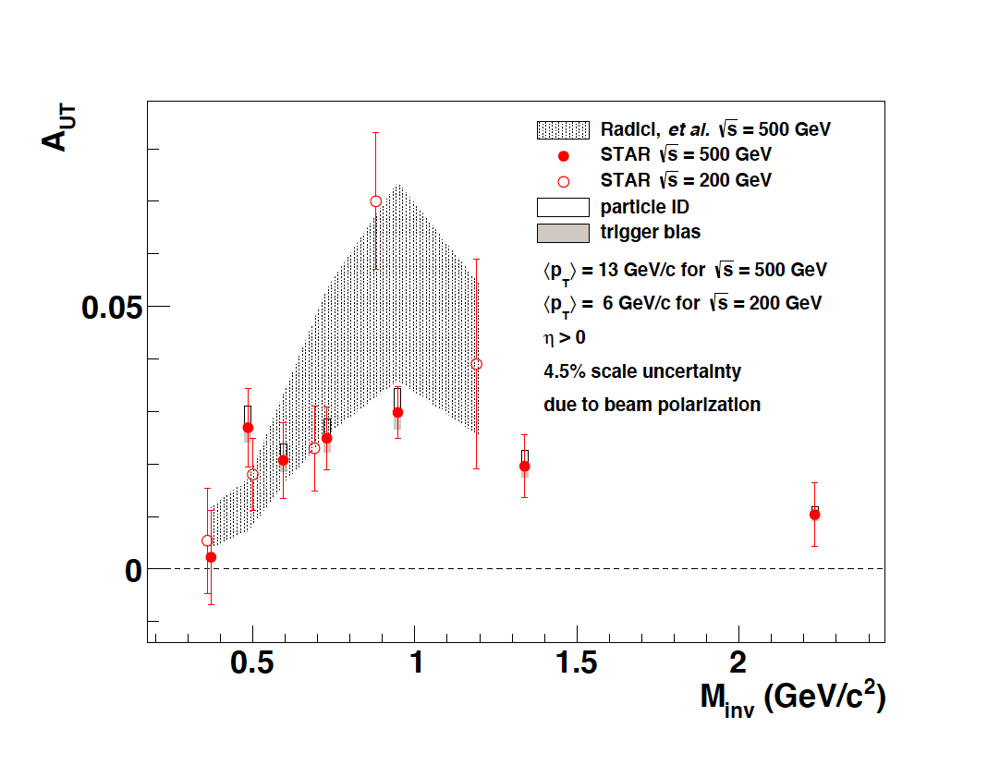 A_UT
Radici, et al. √s = 500 GeV
STAR √s = 500 GeV
STAR √s = 200 GeV
particle ID
trigger bias
⟨p_T⟩ = 13 GeV/c for √s = 500 GeV
⟨p_T⟩ = 6 GeV/c for √s = 200 GeV
η > 0
4.5% scale uncertainty
due to beam polarization
0.05
0
0.5 1 1.5 2
M_inv (GeV/c²)